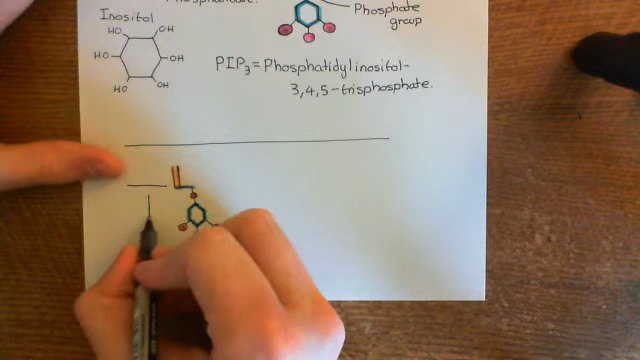 Phosphate
group
Inositol
HO
OH
HO
OH
HO
OH
PIP3 = Phosphatidylinositol-
3,4,5-trisphosphate.